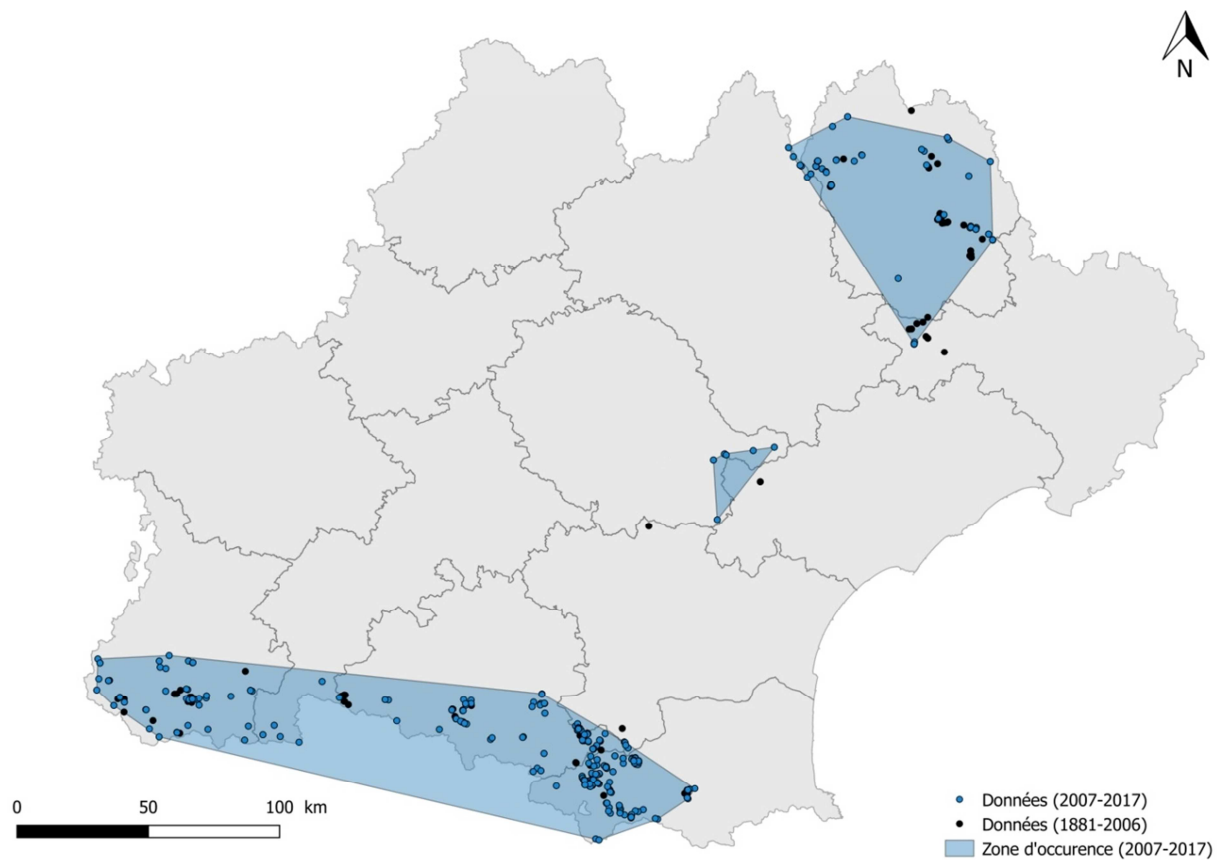 N
0 50 100 km
Données (2007-2017)
Données (1881-2006)
Zone d'occurence (2007-2017)